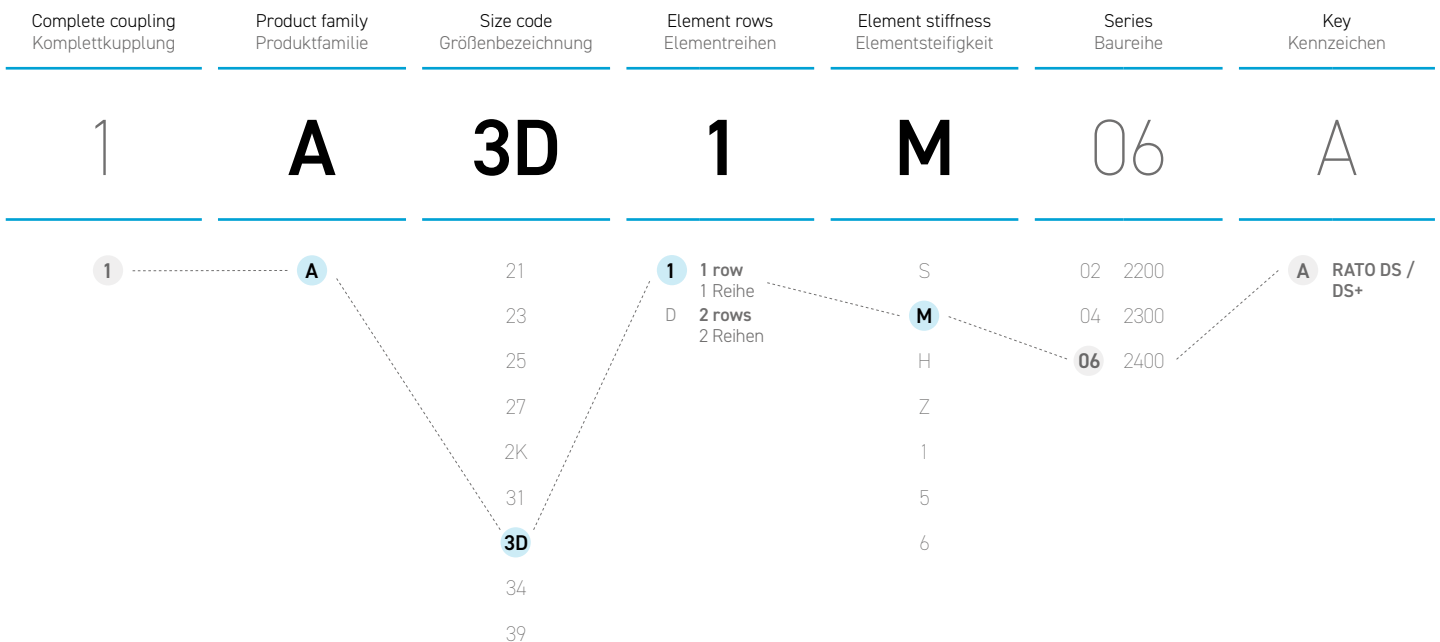 Complete coupling Product family Size code Element rows Element stiffness Series Key
Komplettkupplung Produktfamilie Größenbezeichnung Elementreihen Elementsteifigkeit Baureihe Kennzeichen
1 A 3D 1 M 06 A
1 A 21 1 1 row S 02 2200 A RATO DS /
1 Reihe DS+
23 D 2 rows M 04 2300
2 Reihen
25 H 06 2400
27 Z
2K 1
31 5
3D 6
34
39